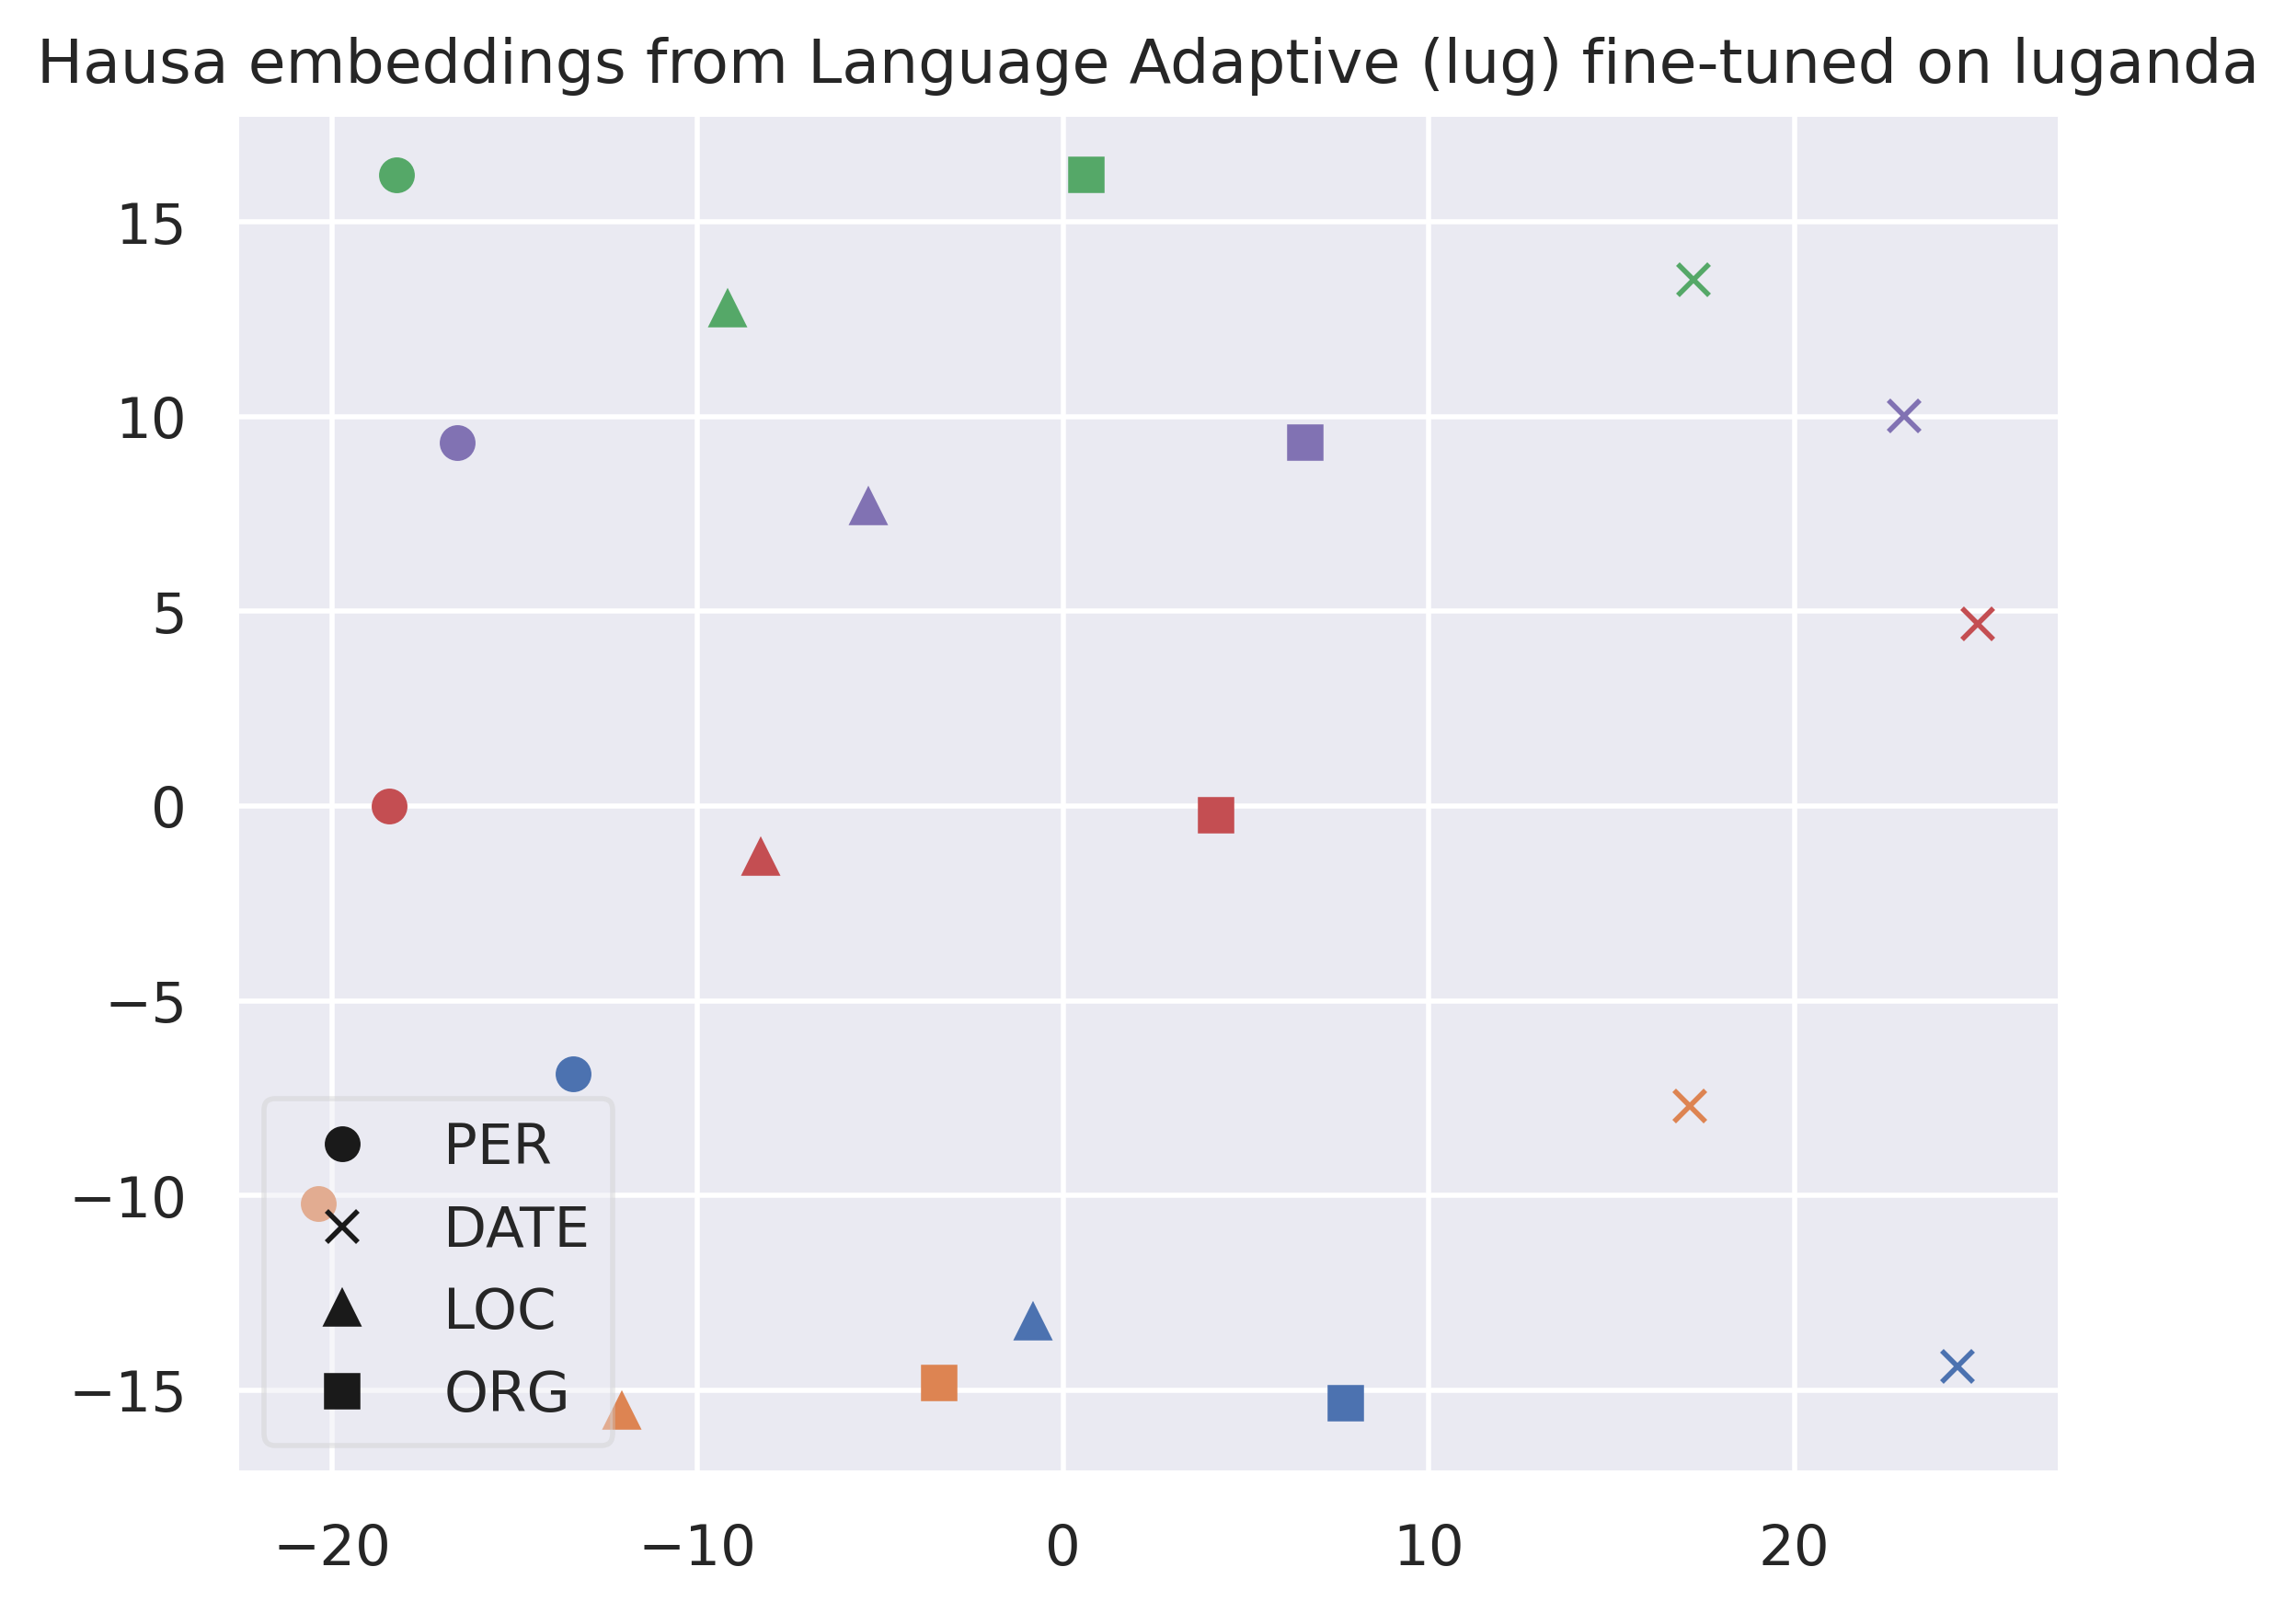 Hausa embeddings from Language Adaptive (lug) fine-tuned on luganda
15
10
5
0
−5
−10
−15
PER
DATE
LOC
ORG
−20 −10 0 10 20